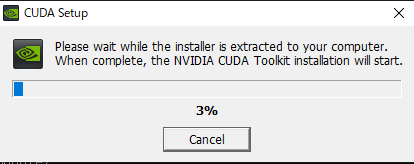 CUDA Setup
Please wait while the installer is extracted to your computer.
When complete, the NVIDIA CUDA Toolkit installation will start.
3%
Cancel